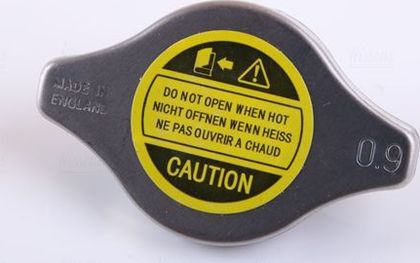 MADE IN
ENGLAND
DO NOT OPEN WHEN HOT
NICHT OFFNEN WENN HEISS
NE PAS OUVRIR A CHAUD
CAUTION
0.9